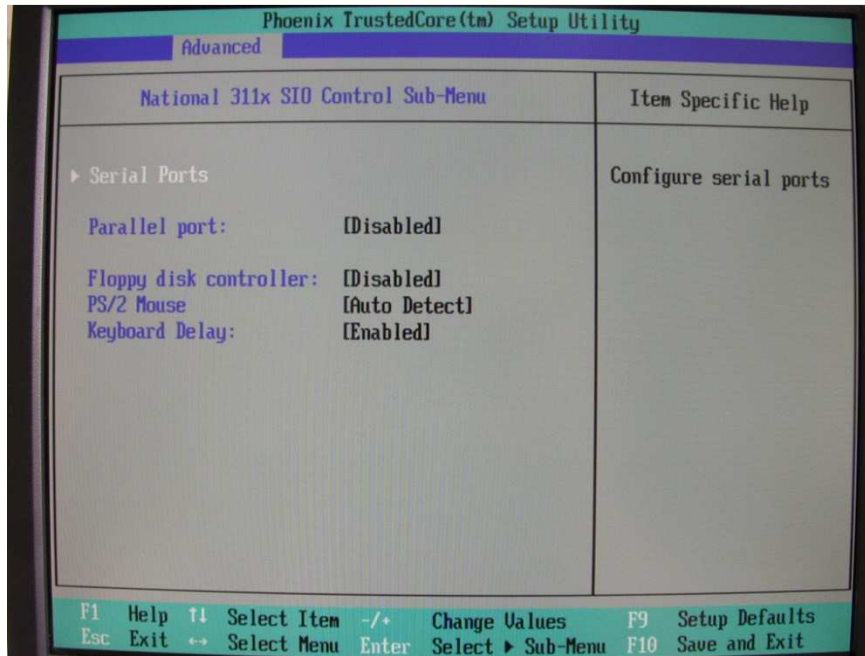 Phoenix TrustedCore(tm) Setup Utility
Advanced
National 311x SIO Control Sub-Menu
Item Specific Help
▶ Serial Ports
Configure serial ports
Parallel port: [Disabled]
Floppy disk controller: [Disabled]
PS/2 Mouse [Auto Detect]
Keyboard Delay: [Enabled]
F1 Help ↑↓ Select Item -/+ Change Values F9 Setup Defaults
Esc Exit ↔ Select Menu Enter Select ▶ Sub-Menu F10 Save and Exit